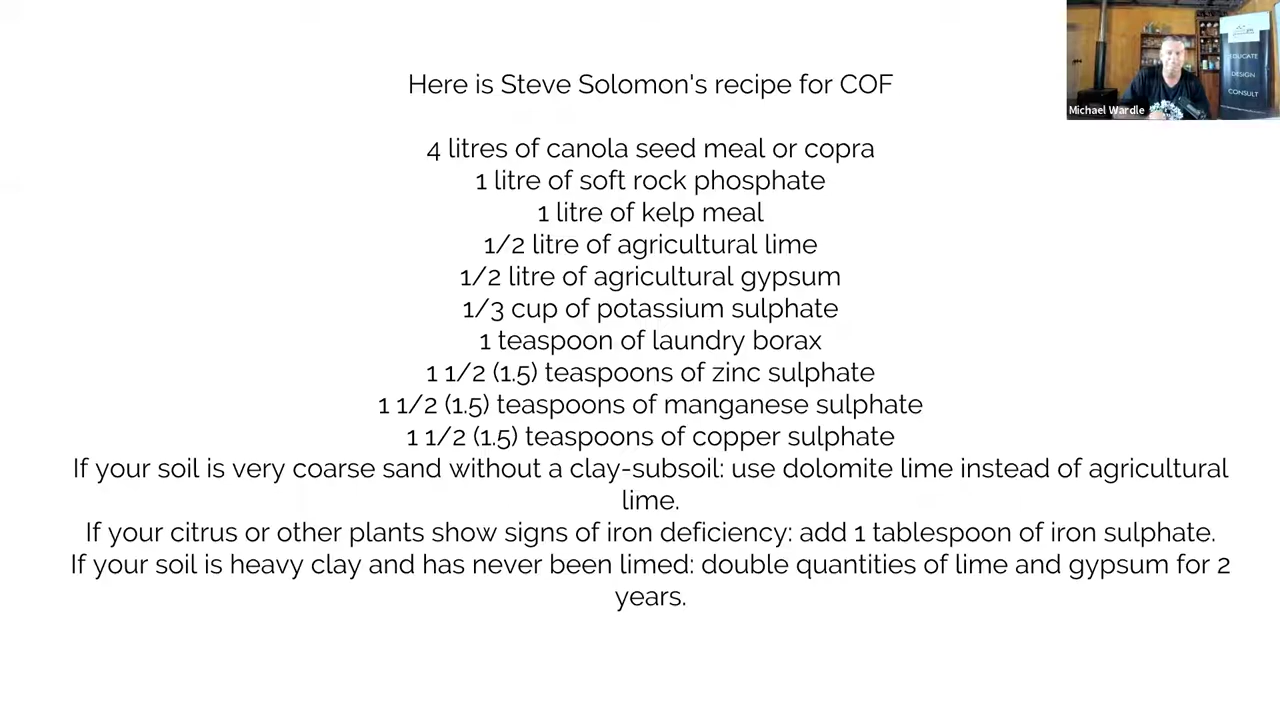 Here is Steve Solomon's recipe for COF
4 litres of canola seed meal or copra
1 litre of soft rock phosphate
1 litre of kelp meal
1/2 litre of agricultural lime
1/2 litre of agricultural gypsum
1/3 cup of potassium sulphate
1 teaspoon of laundry borax
1 1/2 (1.5) teaspoons of zinc sulphate
1 1/2 (1.5) teaspoons of manganese sulphate
1 1/2 (1.5) teaspoons of copper sulphate
If your soil is very coarse sand without a clay-subsoil: use dolomite lime instead of agricultural
lime.
If your citrus or other plants show signs of iron deficiency: add 1 tablespoon of iron sulphate.
If your soil is heavy clay and has never been limed: double quantities of lime and gypsum for 2
years.
EDUCATE
DESIGN
CONSULT
Michael Wardle